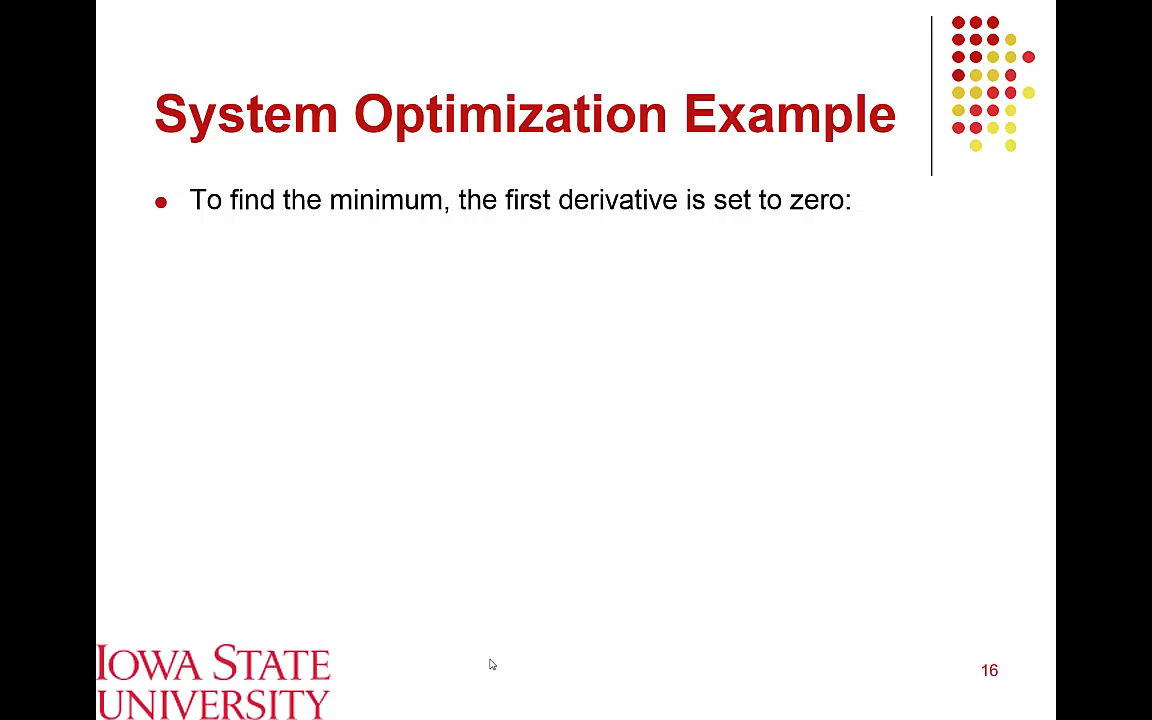 System Optimization Example
To find the minimum, the first derivative is set to zero:
IOWA STATE
UNIVERSITY
16